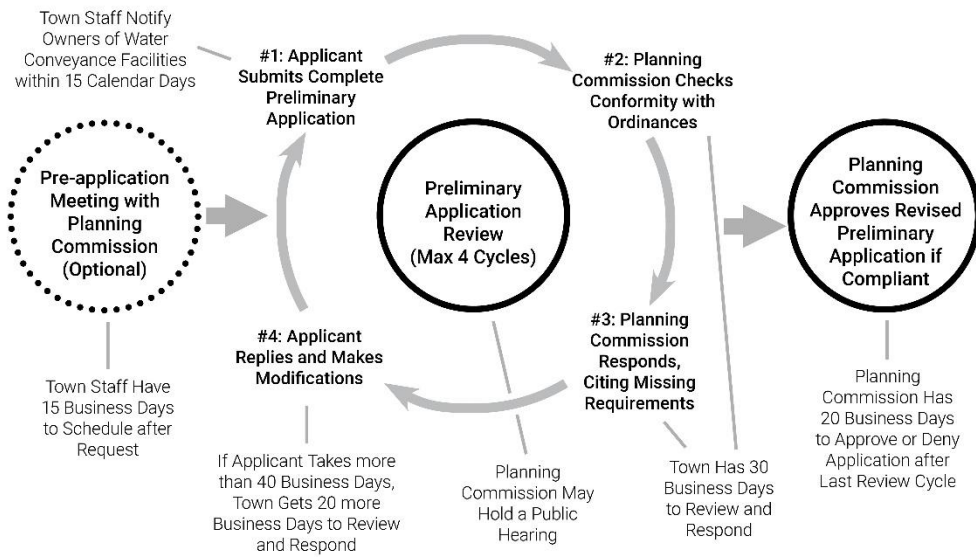 Town Staff Notify
Owners of Water
Conveyance Facilities
within 15 Calendar Days
#1: Applicant
Submits Complete
Preliminary
Application
#2: Planning
Commission Checks
Conformity with
Ordinances
Pre-application
Meeting with
Planning
Commission
(Optional)
Preliminary
Application
Review
(Max 4 Cycles)
Planning
Commission
Approves Revised
Preliminary
Application if
Compliant
#4: Applicant
Replies and Makes
Modifications
#3: Planning
Commission
Responds,
Citing Missing
Requirements
Town Staff Have
15 Business Days
to Schedule after
Request
If Applicant Takes more
than 40 Business Days,
Town Gets 20 more
Business Days to Review
and Respond
Planning
Commission May
Hold a Public
Hearing
Town Has 30
Business Days
to Review and
Respond
Planning
Commission Has
20 Business Days
to Approve or Deny
Application after
Last Review Cycle